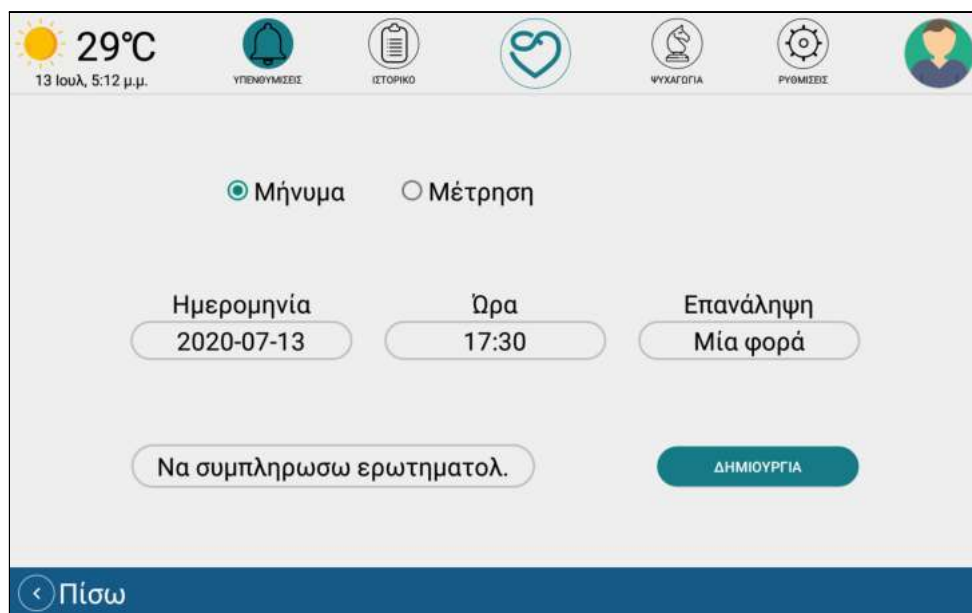 29°C
13 Ιουλ, 5:12 μ.μ.
ΥΠΕΝΘΥΜΙΣΕΙΣ
ΙΣΤΟΡΙΚΟ
ΨΥΧΑΓΩΓΙΑ
ΡΥΘΜΙΣΕΙΣ
Μήνυμα
Μέτρηση
Ημερομηνία
Ώρα
Επανάληψη
2020-07-13
17:30
Μία φορά
Να συμπληρωσω ερωτηματολ.
ΔΗΜΙΟΥΡΓΙΑ
Πίσω